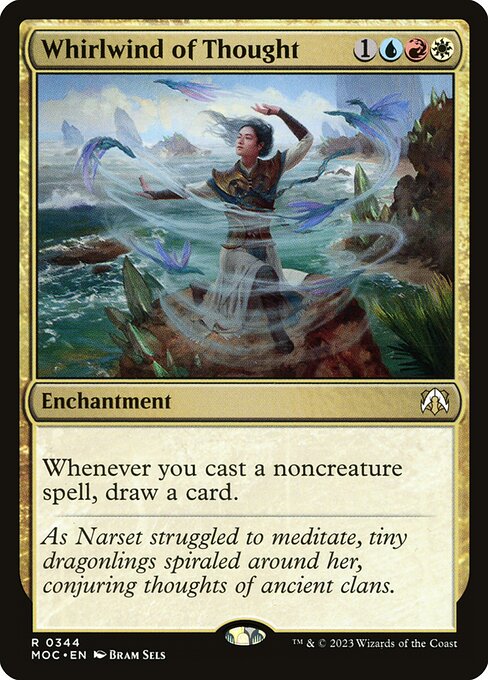 Whirlwind of Thought 1
Enchantment
Whenever you cast a noncreature
spell, draw a card.
As Narset struggled to meditate, tiny
dragonlings spiraled around her,
conjuring thoughts of ancient clans.
R 0344
MOC • EN Bram Sels
™ & © 2023 Wizards of the Coast